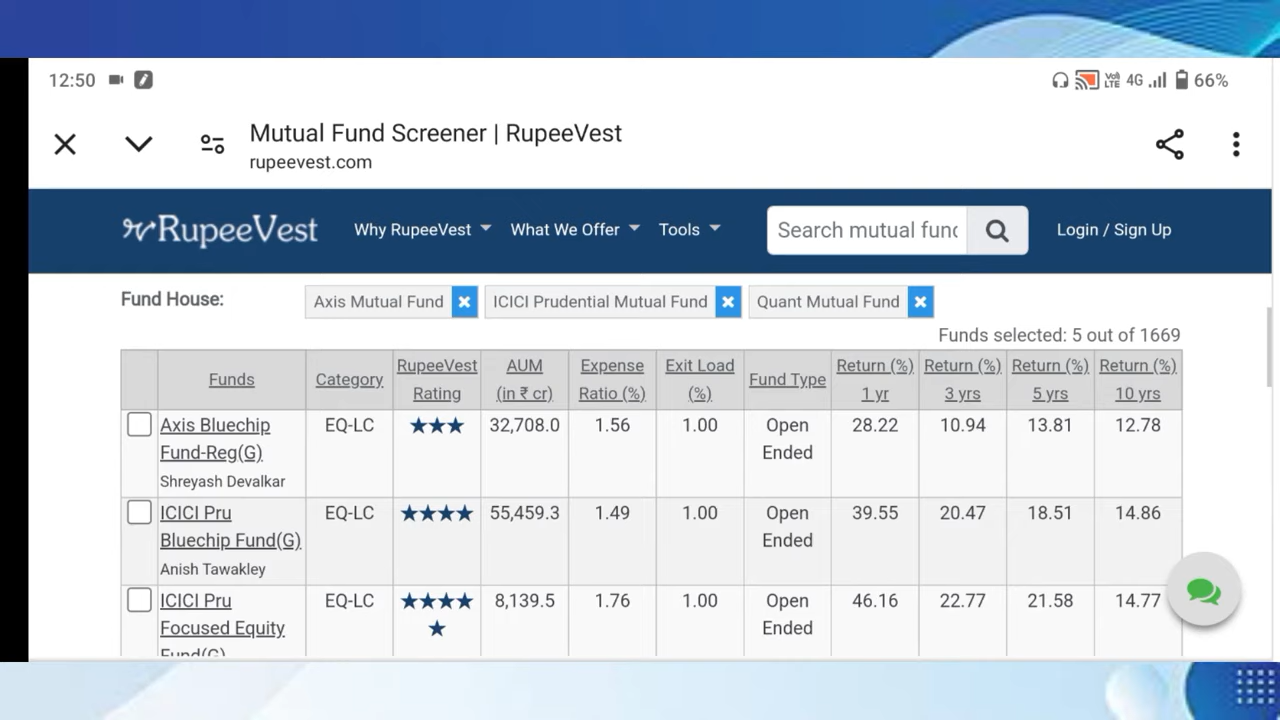 12:50 4G 66%
Mutual Fund Screener | RupeeVest
rupeevest.com
RupeeVest Why RupeeVest What We Offer Tools Search mutual func Login / Sign Up
Fund House: Axis Mutual Fund ICICI Prudential Mutual Fund Quant Mutual Fund
Funds selected: 5 out of 1669
Funds Category RupeeVest Rating AUM (in ₹ cr) Expense Ratio (%) Exit Load (%) Fund Type Return (%) 1 yr Return (%) 3 yrs Return (%) 5 yrs Return (%) 10 yrs
Axis Bluechip EQ-LC ★★★ 32,708.0 1.56 1.00 Open 28.22 10.94 13.81 12.78
Fund-Reg(G) Ended
Shreyash Devalkar
ICICI Pru EQ-LC ★★★★ 55,459.3 1.49 1.00 Open 39.55 20.47 18.51 14.86
Bluechip Fund(G) Ended
Anish Tawakley
ICICI Pru EQ-LC ★★★★ 8,139.5 1.76 1.00 Open 46.16 22.77 21.58 14.77
Focused Equity ★ Ended
Fund(G)